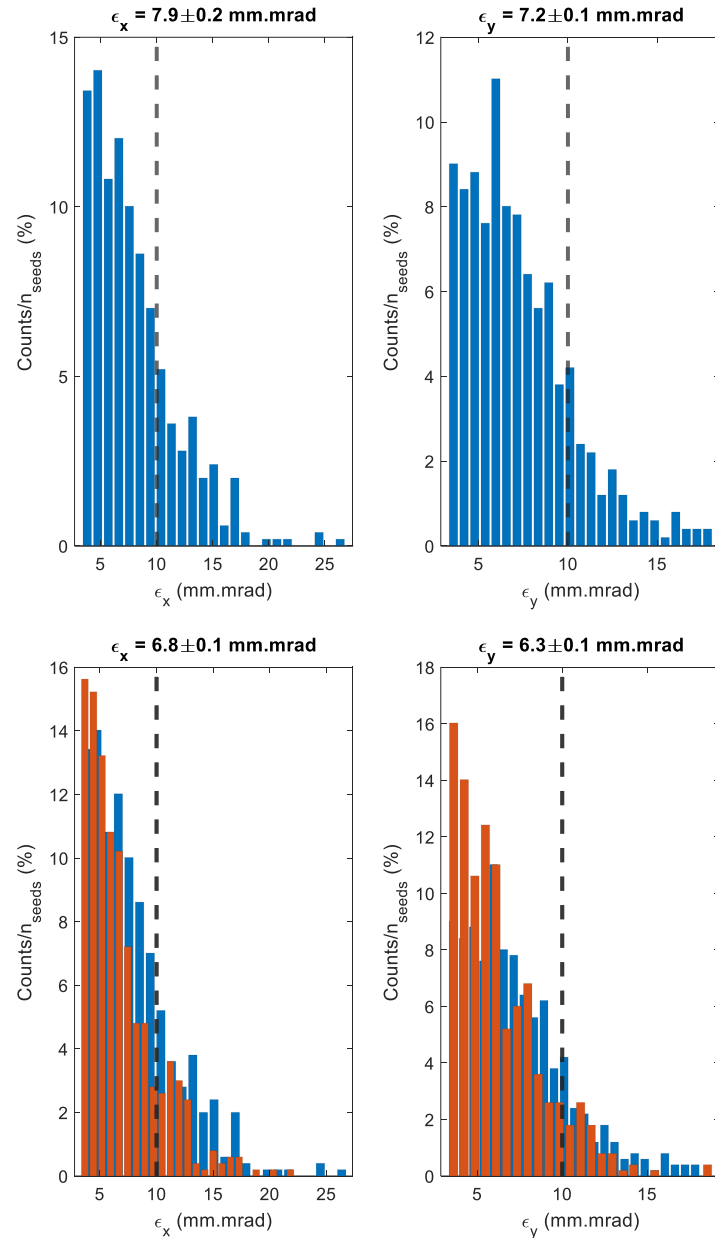 ϵx = 7.9±0.2 mm.mrad
15
10
5
0
Counts/nseeds (%)
5 10 15 20 25
ϵx (mm.mrad)
ϵy = 7.2±0.1 mm.mrad
12
10
8
6
4
2
0
Counts/nseeds (%)
5 10 15
ϵy (mm.mrad)
ϵx = 6.8±0.1 mm.mrad
16
14
12
10
8
6
4
2
0
Counts/nseeds (%)
5 10 15 20 25
ϵx (mm.mrad)
ϵy = 6.3±0.1 mm.mrad
18
16
14
12
10
8
6
4
2
0
Counts/nseeds (%)
5 10 15
ϵy (mm.mrad)